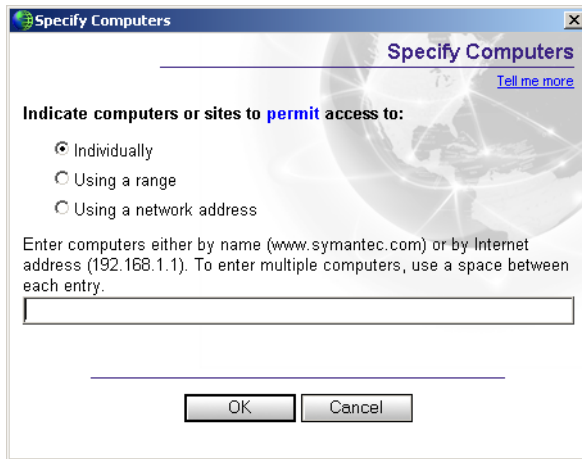 Specify Computers
Specify Computers
Tell me more
Indicate computers or sites to permit access to:
Individually
Using a range
Using a network address
Enter computers either by name (www.symantec.com) or by Internet
address (192.168.1.1). To enter multiple computers, use a space between
each entry.
OK
Cancel